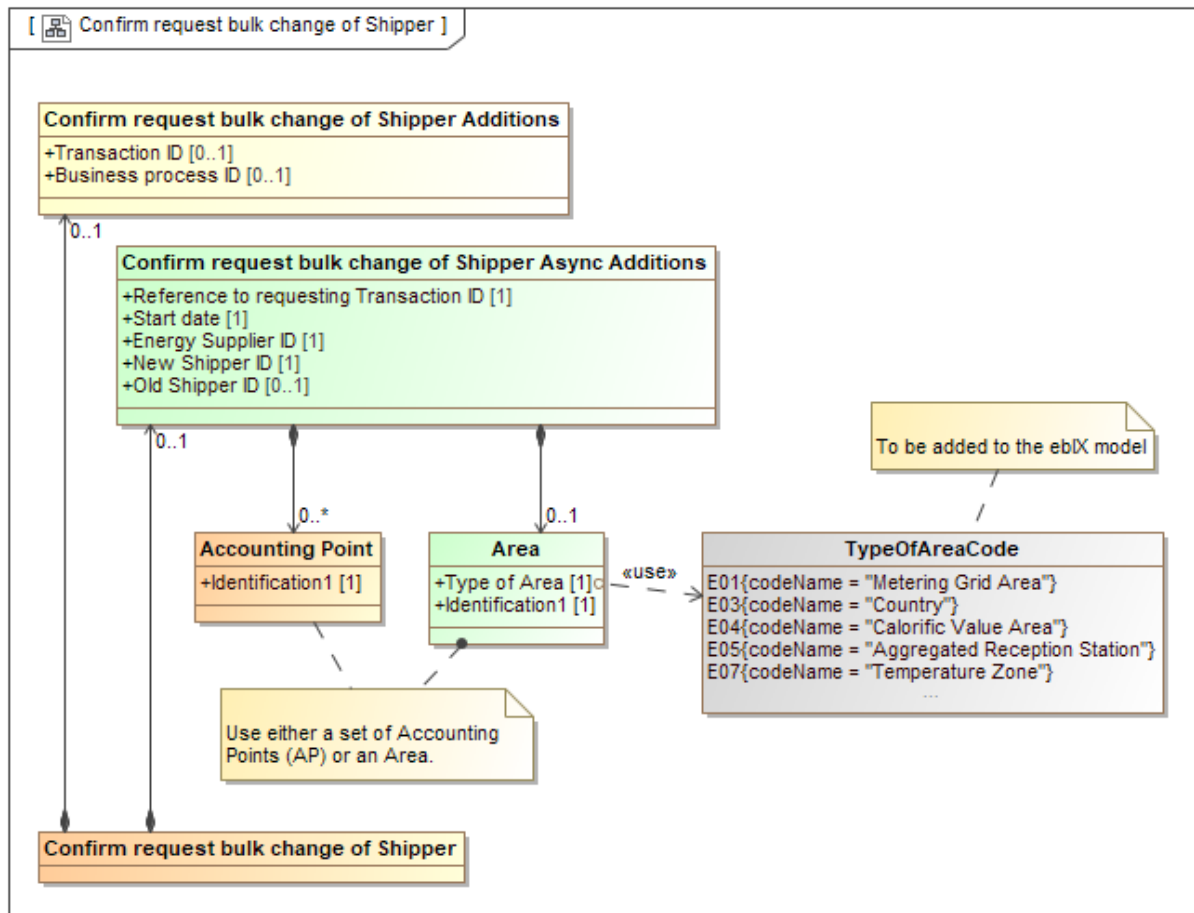 [ Confirm request bulk change of Shipper ]
Confirm request bulk change of Shipper Additions
+Transaction ID [0..1]
+Business process ID [0..1]
0..1
Confirm request bulk change of Shipper Async Additions
+Reference to requesting Transaction ID [1]
+Start date [1]
+Energy Supplier ID [1]
+New Shipper ID [1]
+Old Shipper ID [0..1]
0..1
To be added to the ebIX model
0..*
0..1
Accounting Point
+Identification1 [1]
Area
+Type of Area [1]
+Identification1 [1]
«use»
TypeOfAreaCode
E01{codeName = "Metering Grid Area"}
E03{codeName = "Country"}
E04{codeName = "Calorific Value Area"}
E05{codeName = "Aggregated Reception Station"}
E07{codeName = "Temperature Zone"}
...
Use either a set of Accounting
Points (AP) or an Area.
Confirm request bulk change of Shipper